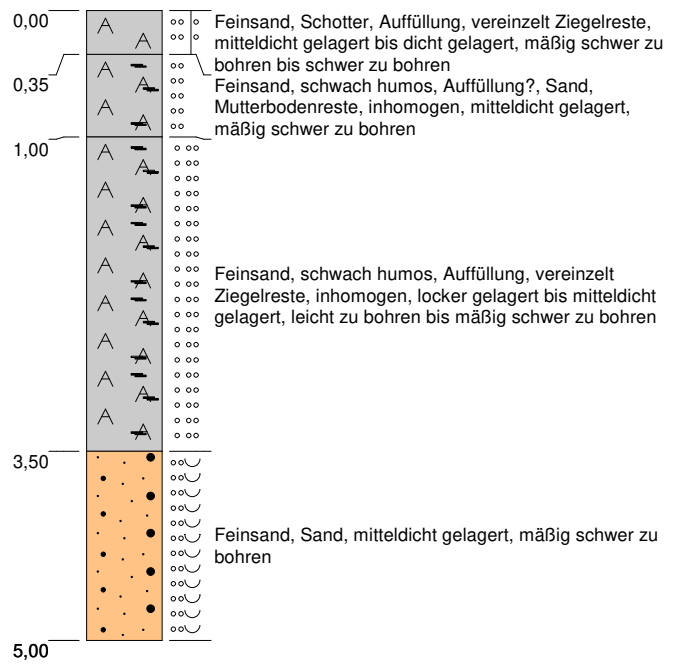 0,00
Feinsand, Schotter, Auffüllung, vereinzelt Ziegelreste,
mitteldicht gelagert bis dicht gelagert, mäßig schwer zu
bohren bis schwer zu bohren
0,35
Feinsand, schwach humos, Auffüllung?, Sand,
Mutterbodenreste, inhomogen, mitteldicht gelagert,
mäßig schwer zu bohren
1,00
Feinsand, schwach humos, Auffüllung, vereinzelt
Ziegelreste, inhomogen, locker gelagert bis mitteldicht
gelagert, leicht zu bohren bis mäßig schwer zu bohren
3,50
Feinsand, Sand, mitteldicht gelagert, mäßig schwer zu
bohren
5,00